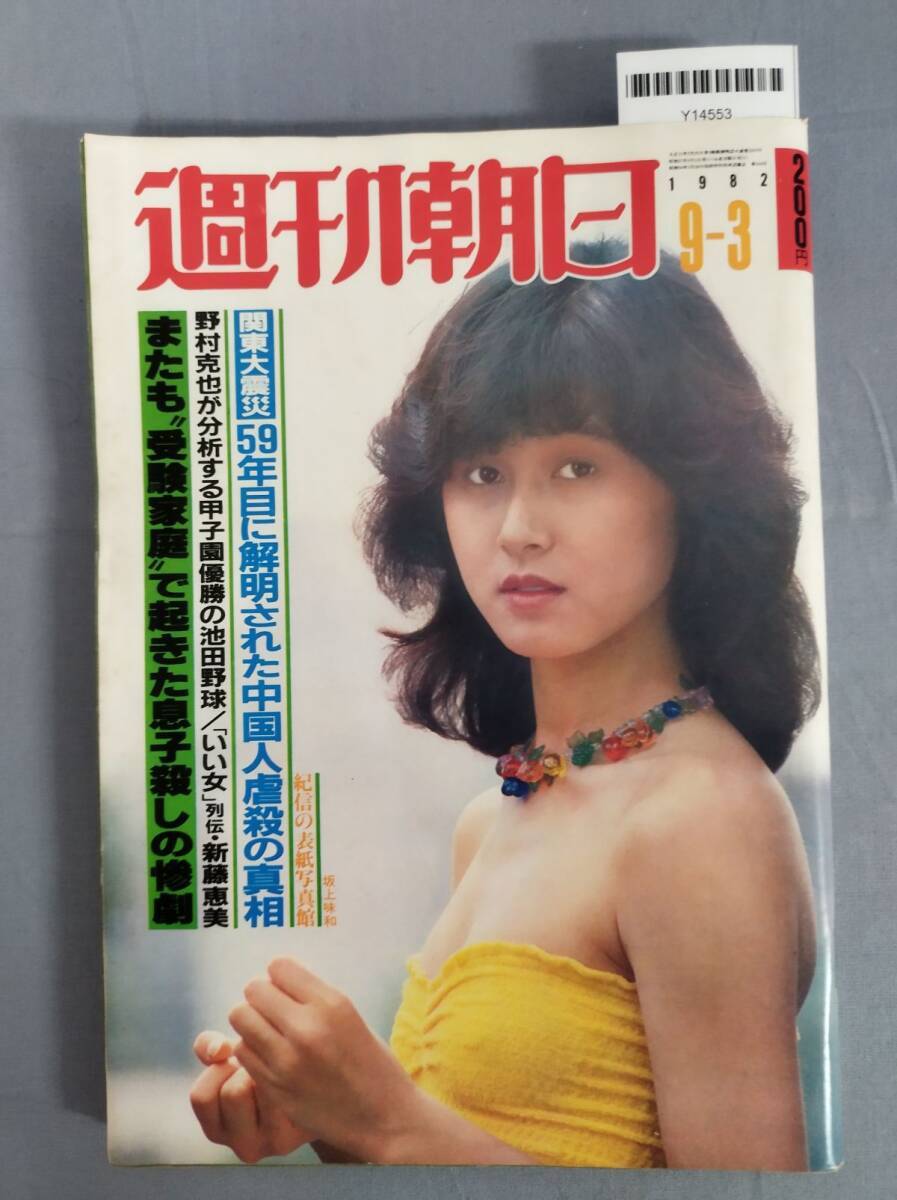 Y14553
週刊朝日
1982
9-3
200円
関東大震災 59年目に解明された中国人虐殺の真相
野村克也が分析する甲子園優勝の池田野球/「いい女」列伝・新藤恵美
またも“受験家庭”で起きた息子殺しの惨劇
紀信の表紙写真館
坂上味和